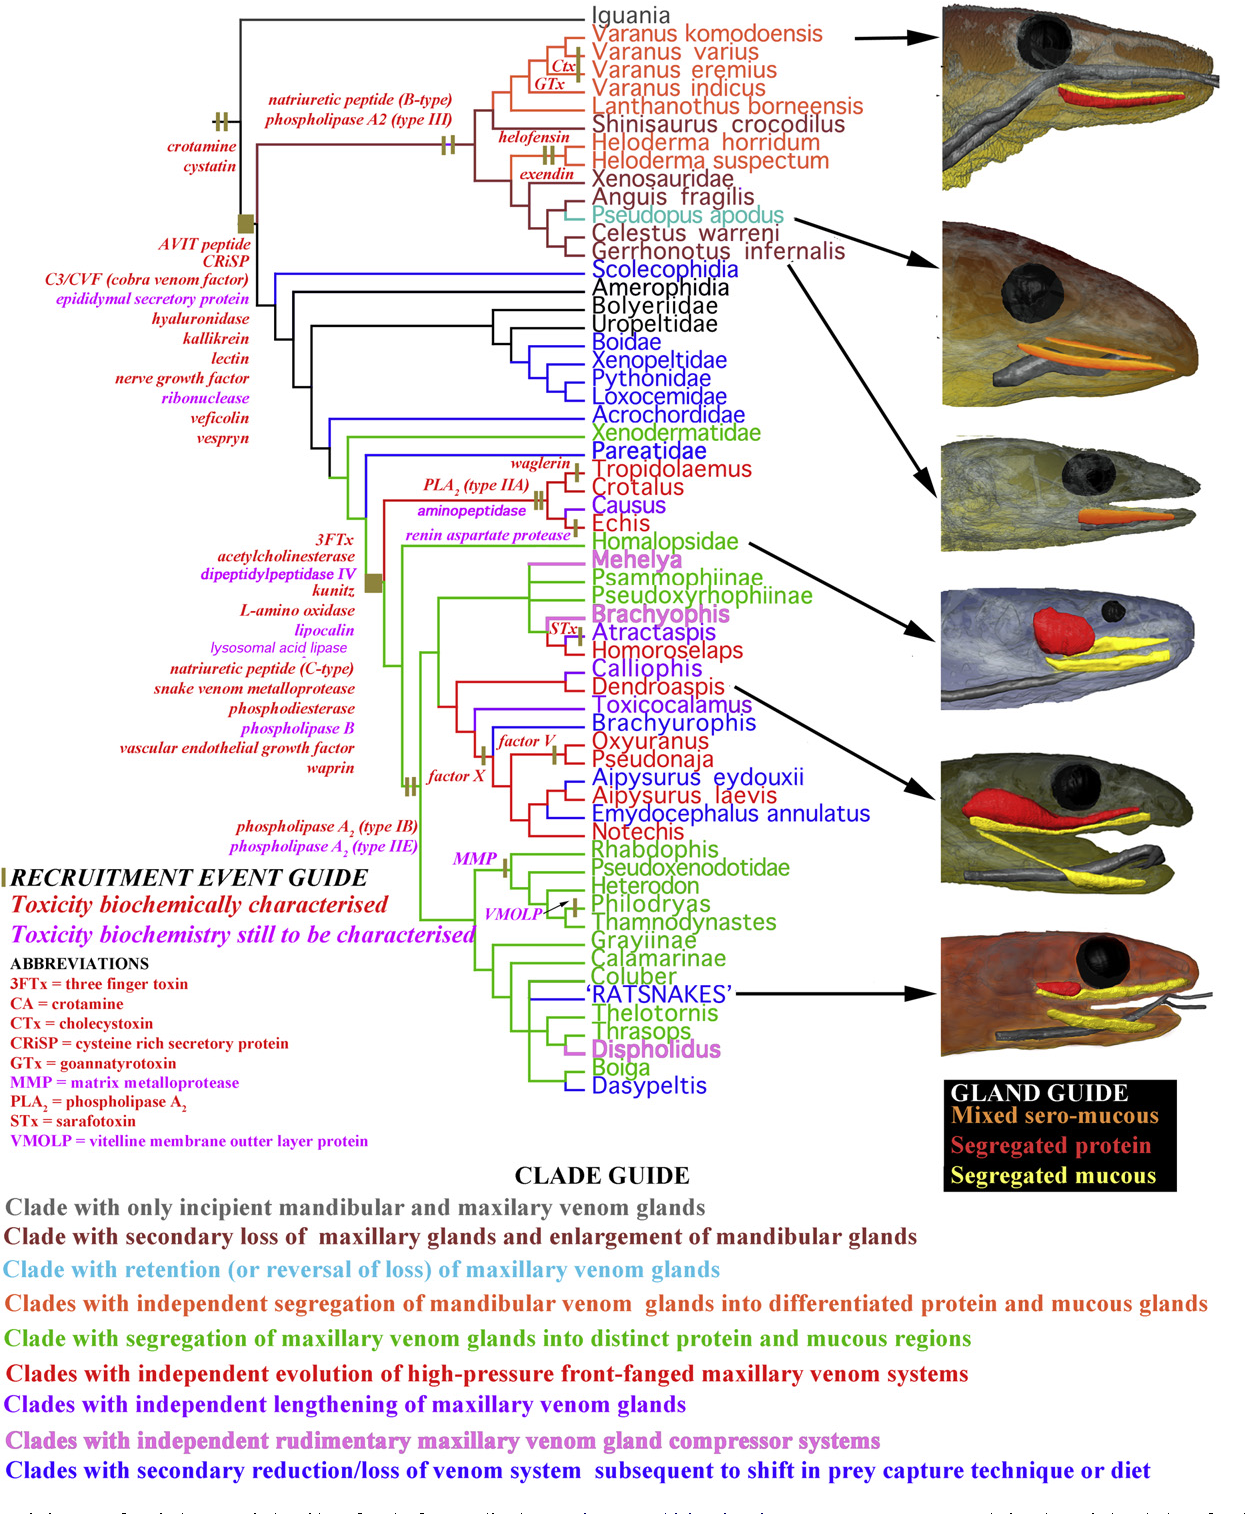 Iguania
Varanus komodoensis
Varanus varius
Ctx
Varanus eremius
GTx
Varanus indicus
natriuretic peptide (B-type)
Lanthanothus borneensis
phospholipase A2 (type III)
Shinisaurus crocodilus
helofensin
Heloderma horridum
crotamine
Heloderma suspectum
cystatin
exendin
Xenosauridae
Anguis fragilis
Pseudopus apodus
Celestus warreni
AVIT peptide
Gerrhonotus infernalis
CRiSP
Scolecophidia
C3/CVF (cobra venom factor)
Amerophidia
epididymal secretory protein
Bolyeriidae
hyaluronidase
Uropeltidae
kallikrein
Boidae
lectin
Xenopeltidae
nerve growth factor
Pythonidae
ribonuclease
Loxocemidae
veficolin
Acrochordidae
vespryn
Xenodermatidae
Pareatidae
waglerin
Tropidolaemus
PLA2 (type IIA)
Crotalus
aminopeptidase
Causus
renin aspartate protease
Echis
3FTx
Homalopsidae
acetylcholinesterase
Mehelya
dipeptidylpeptidase IV
Psammophiinae
kunitz
Pseudoxyrhophiinae
L-amino oxidase
Brachyophis
lipocalin
STx
Atractaspis
lysosomal acid lipase
Homoroselaps
natriuretic peptide (C-type)
Calliophis
snake venom metalloprotease
Dendroaspis
phosphodiesterase
Toxicocalamus
phospholipase B
Brachyurophis
vascular endothelial growth factor
factor V
Oxyuranus
waprin
factor X
Pseudonaja
Aipysurus eydouxii
Aipysurus laevis
Emydocephalus annulatus
phospholipase A2 (type IB)
Notechis
phospholipase A2 (type IIE)
Rhabdophis
MMP
Pseudoxenodotidae
Heterodon
VMOLP
Philodryas
Thamnodynastes
Grayiinae
Calamarinae
Coluber
‘RATSNAKES’
Thelotornis
Thrasops
Dispholidus
Boiga
Dasypeltis
RECRUITMENT EVENT GUIDE
Toxicity biochemically characterised
Toxicity biochemistry still to be characterised
ABBREVIATIONS
3FTx = three finger toxin
CA = crotamine
CTx = cholecystoxin
CRiSP = cysteine rich secretory protein
GTx = goannatyrotoxin
MMP = matrix metalloprotease
PLA2 = phospholipase A2
STx = sarafotoxin
VMOLP = vitelline membrane outter layer protein
GLAND GUIDE
Mixed sero-mucous
Segregated protein
Segregated mucous
CLADE GUIDE
Clade with only incipient mandibular and maxilary venom glands
Clade with secondary loss of maxillary glands and enlargement of mandibular glands
Clade with retention (or reversal of loss) of maxillary venom glands
Clades with independent segregation of mandibular venom glands into differentiated protein and mucous glands
Clade with segregation of maxillary venom glands into distinct protein and mucous regions
Clades with independent evolution of high-pressure front-fanged maxillary venom systems
Clades with independent lengthening of maxillary venom glands
Clades with independent rudimentary maxillary venom gland compressor systems
Clades with secondary reduction/loss of venom system subsequent to shift in prey capture technique or diet